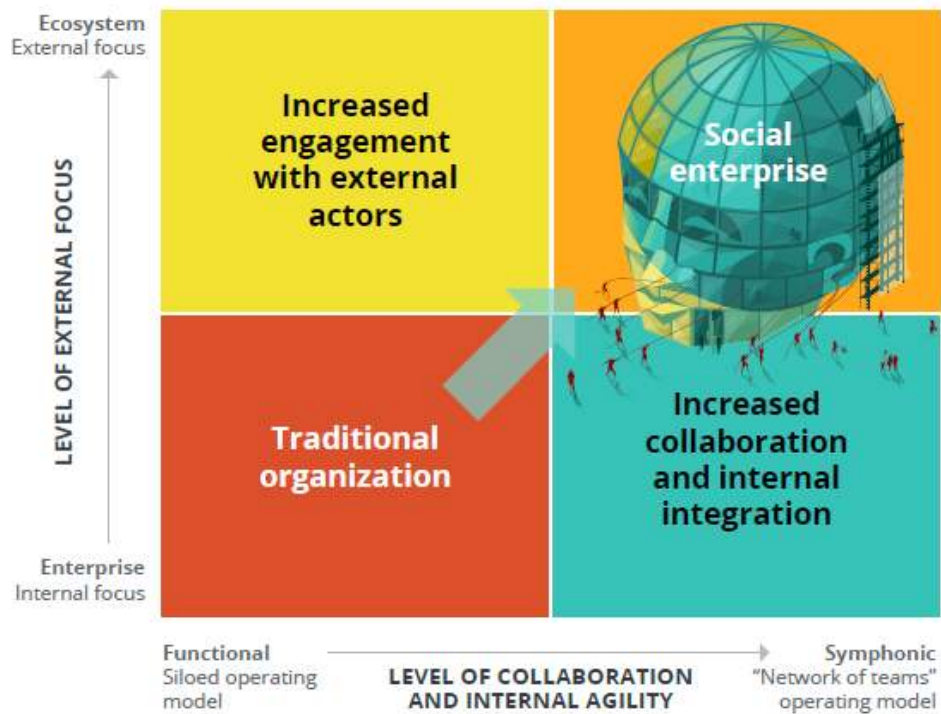 Ecosystem
External focus
LEVEL OF EXTERNAL FOCUS
Enterprise
Internal focus
Increased
engagement
with external
actors
Social
enterprise
Traditional
organization
Increased
collaboration
and internal
integration
Functional
Siloed operating
model
LEVEL OF COLLABORATION
AND INTERNAL AGILITY
Symphonic
“Network of teams”
operating model